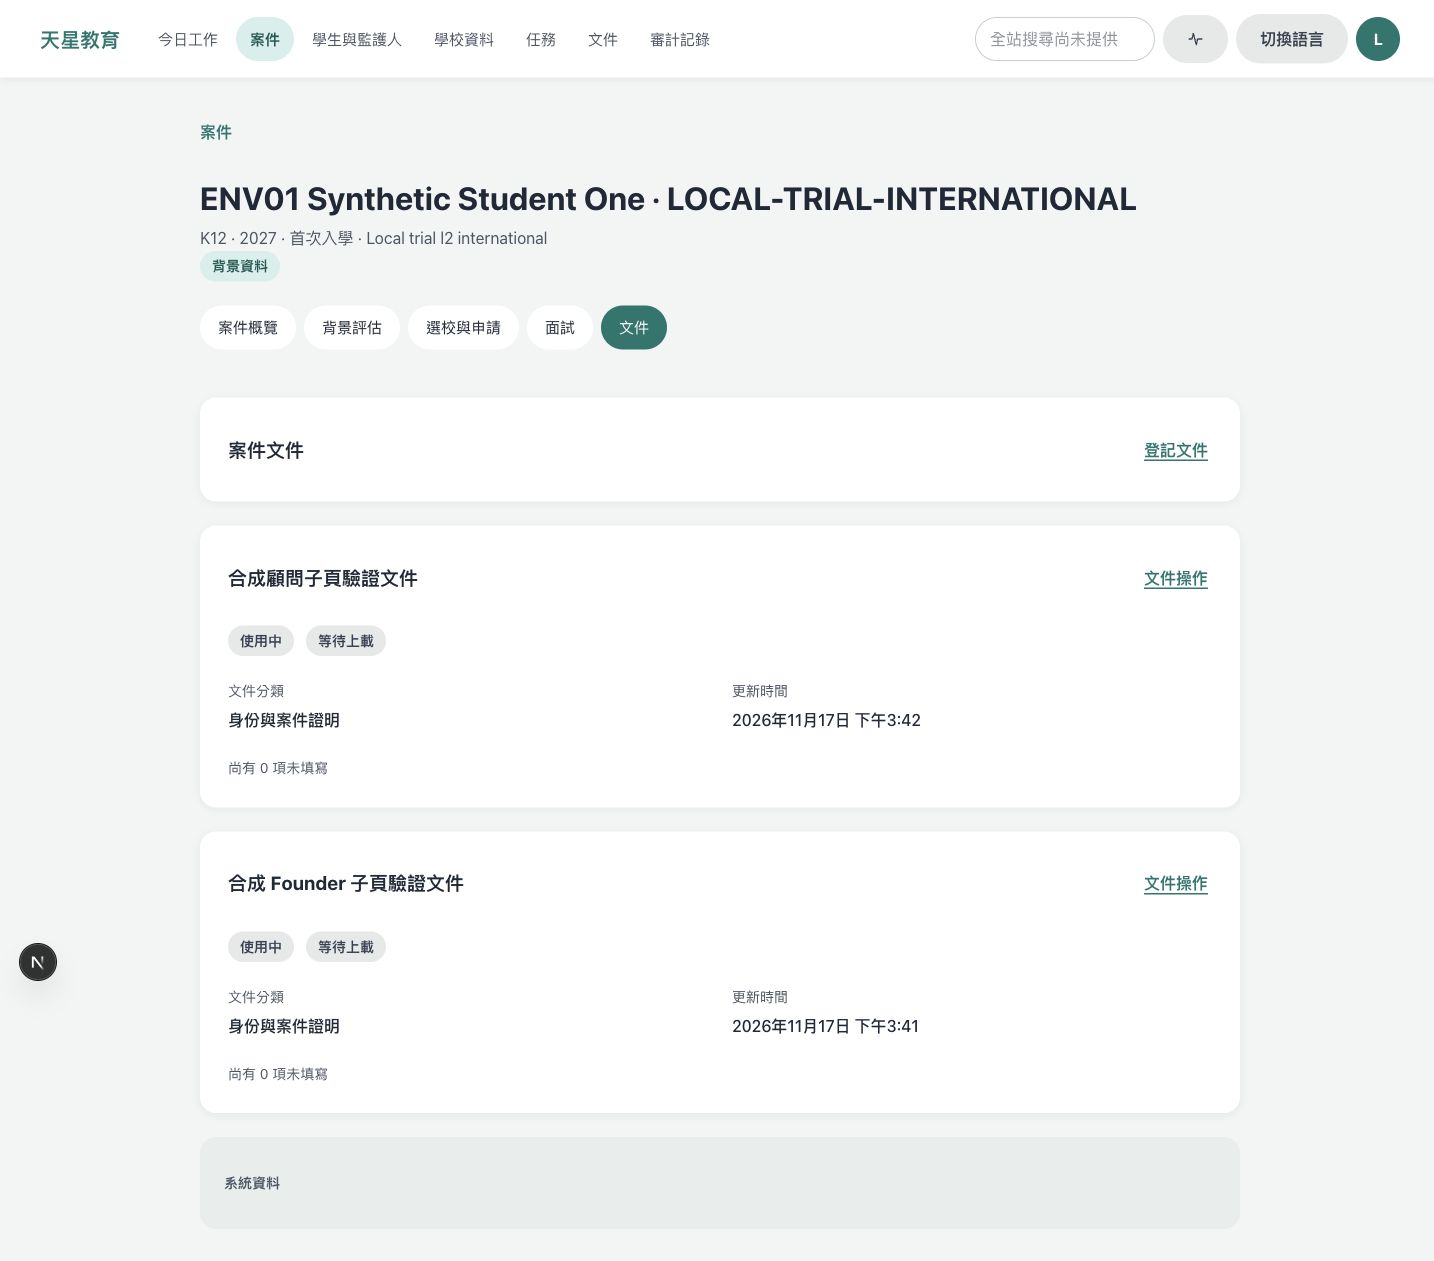 天星教育 今日工作 案件 學生與監護人 學校資料 任務 文件 審計記錄 全站搜尋尚未提供 切換語言 L
案件
ENV01 Synthetic Student One · LOCAL-TRIAL-INTERNATIONAL
K12 · 2027 · 首次入學 · Local trial l2 international
背景資料
案件概覽 背景評估 選校與申請 面試 文件
案件文件 登記文件
合成顧問子頁驗證文件 文件操作
使用中 等待上載
文件分類 更新時間
身份與案件證明 2026年11月17日 下午3:42
尚有 0 項未填寫
合成 Founder 子頁驗證文件 文件操作
使用中 等待上載
文件分類 更新時間
身份與案件證明 2026年11月17日 下午3:41
尚有 0 項未填寫
N
系統資料